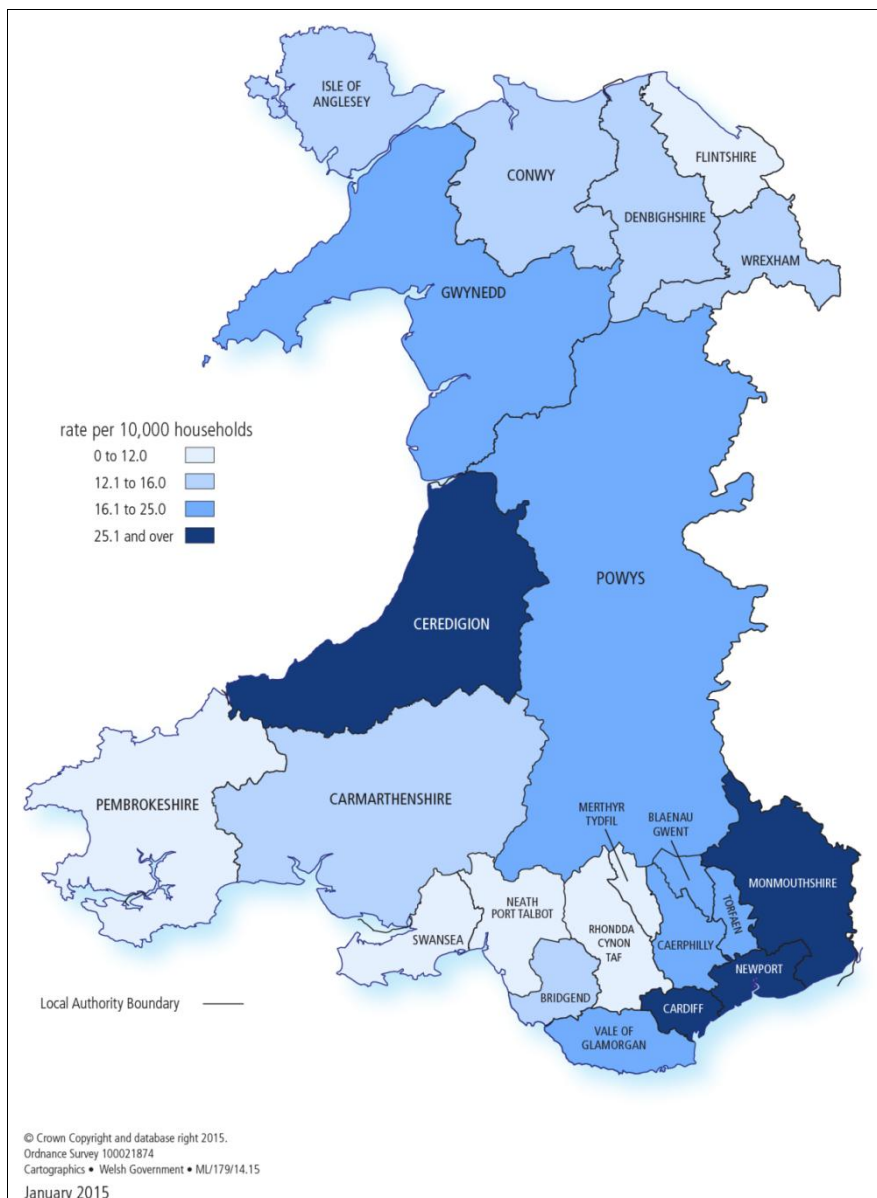 ISLE OF
ANGLESEY
FLINTSHIRE
CONWY
DENBIGHSHIRE
WREXHAM
GWYNEDD
rate per 10,000 households
0 to 12.0
12.1 to 16.0
16.1 to 25.0
25.1 and over
POWYS
CEREDIGION
PEMBROKESHIRE
CARMARTHENSHIRE
MERTHYR
TYDFIL
BLAENAU
GWENT
MONMOUTHSHIRE
NEATH
PORT TALBOT
TORFAEN
SWANSEA
RHONDDA
CYNON
TAF
CAERPHILLY
NEWPORT
BRIDGEND
CARDIFF
VALE OF
GLAMORGAN
Local Authority Boundary
© Crown Copyright and database right 2015.
Ordnance Survey 100021874
Cartographics • Welsh Government • ML/179/14.15
January 2015